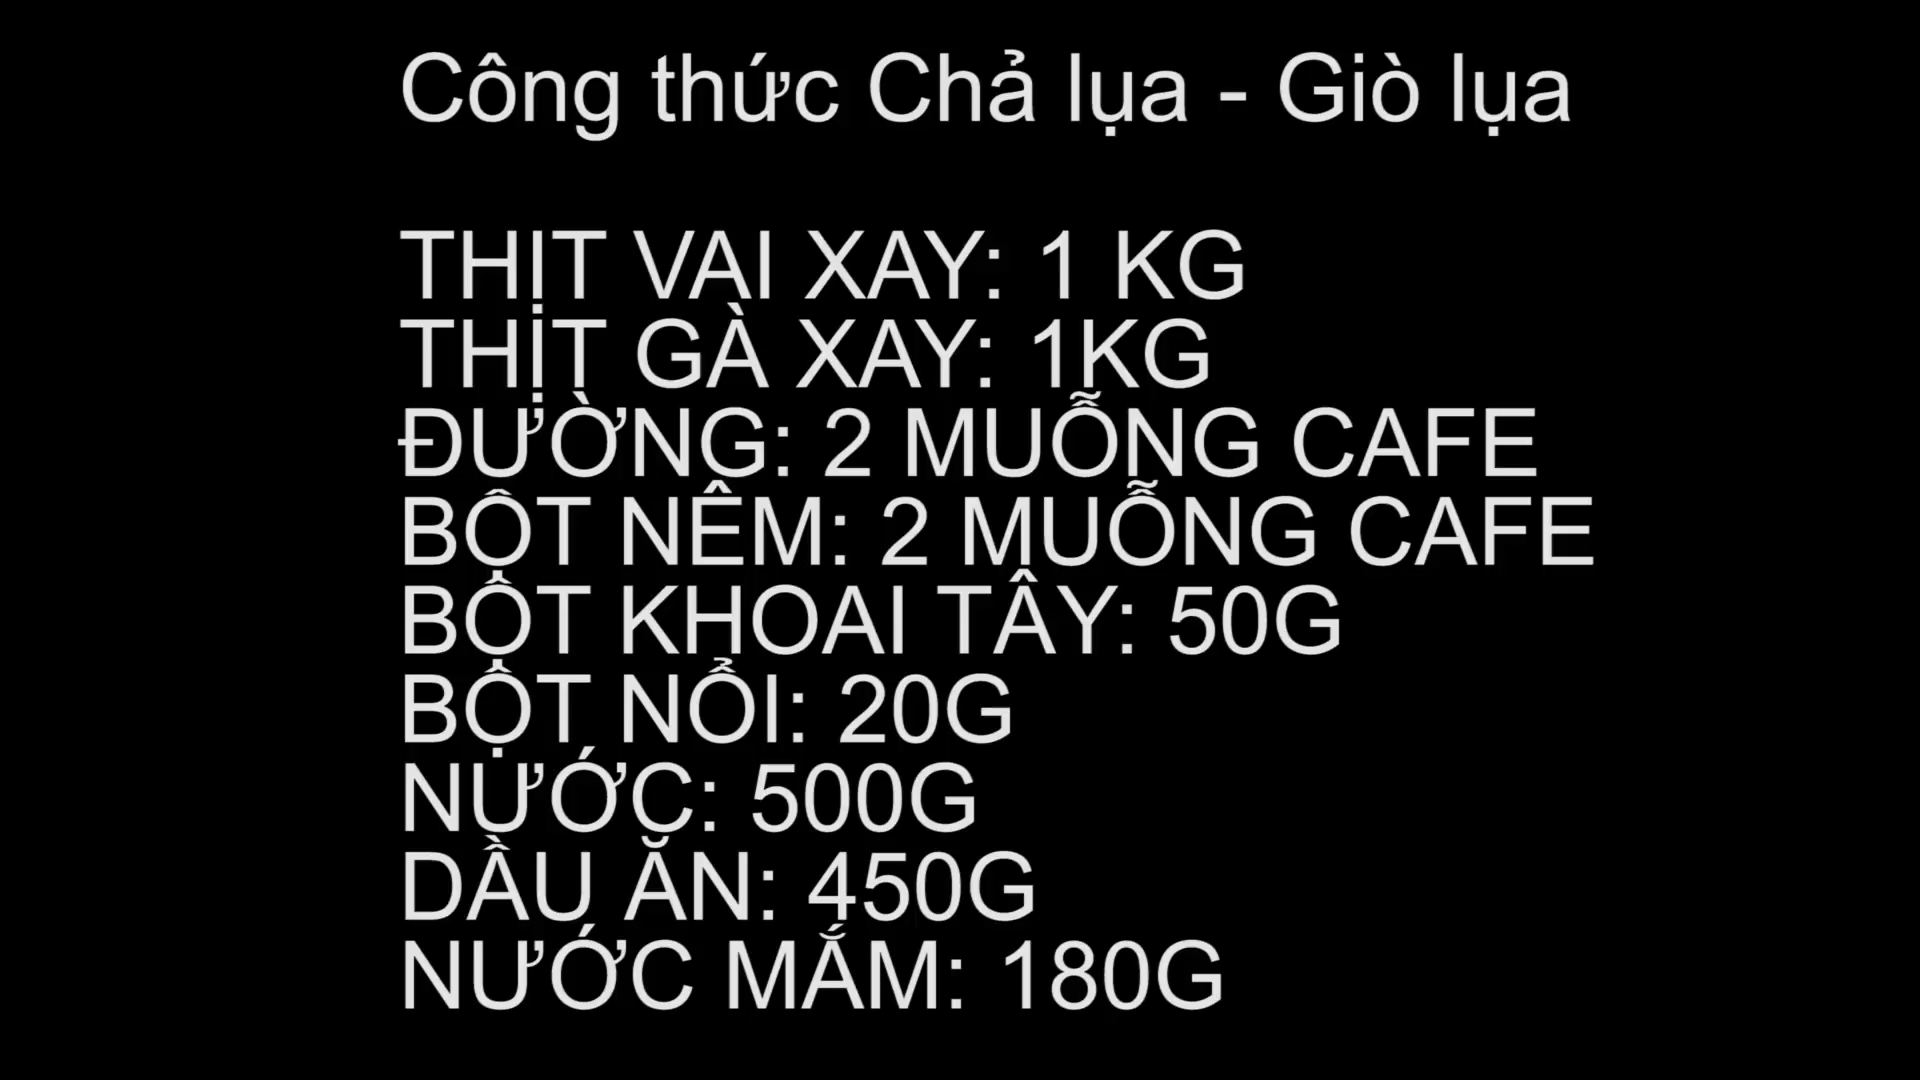 Công thức Chả lụa - Giò lụa
THỊT VAI XAY: 1 KG
THỊT GÀ XAY: 1KG
ĐƯỜNG: 2 MUỖNG CAFE
BỘT NÊM: 2 MUỖNG CAFE
BỘT KHOAI TÂY: 50G
BỘT NỔI: 20G
NƯỚC: 500G
DẦU ĂN: 450G
NƯỚC MẮM: 180G